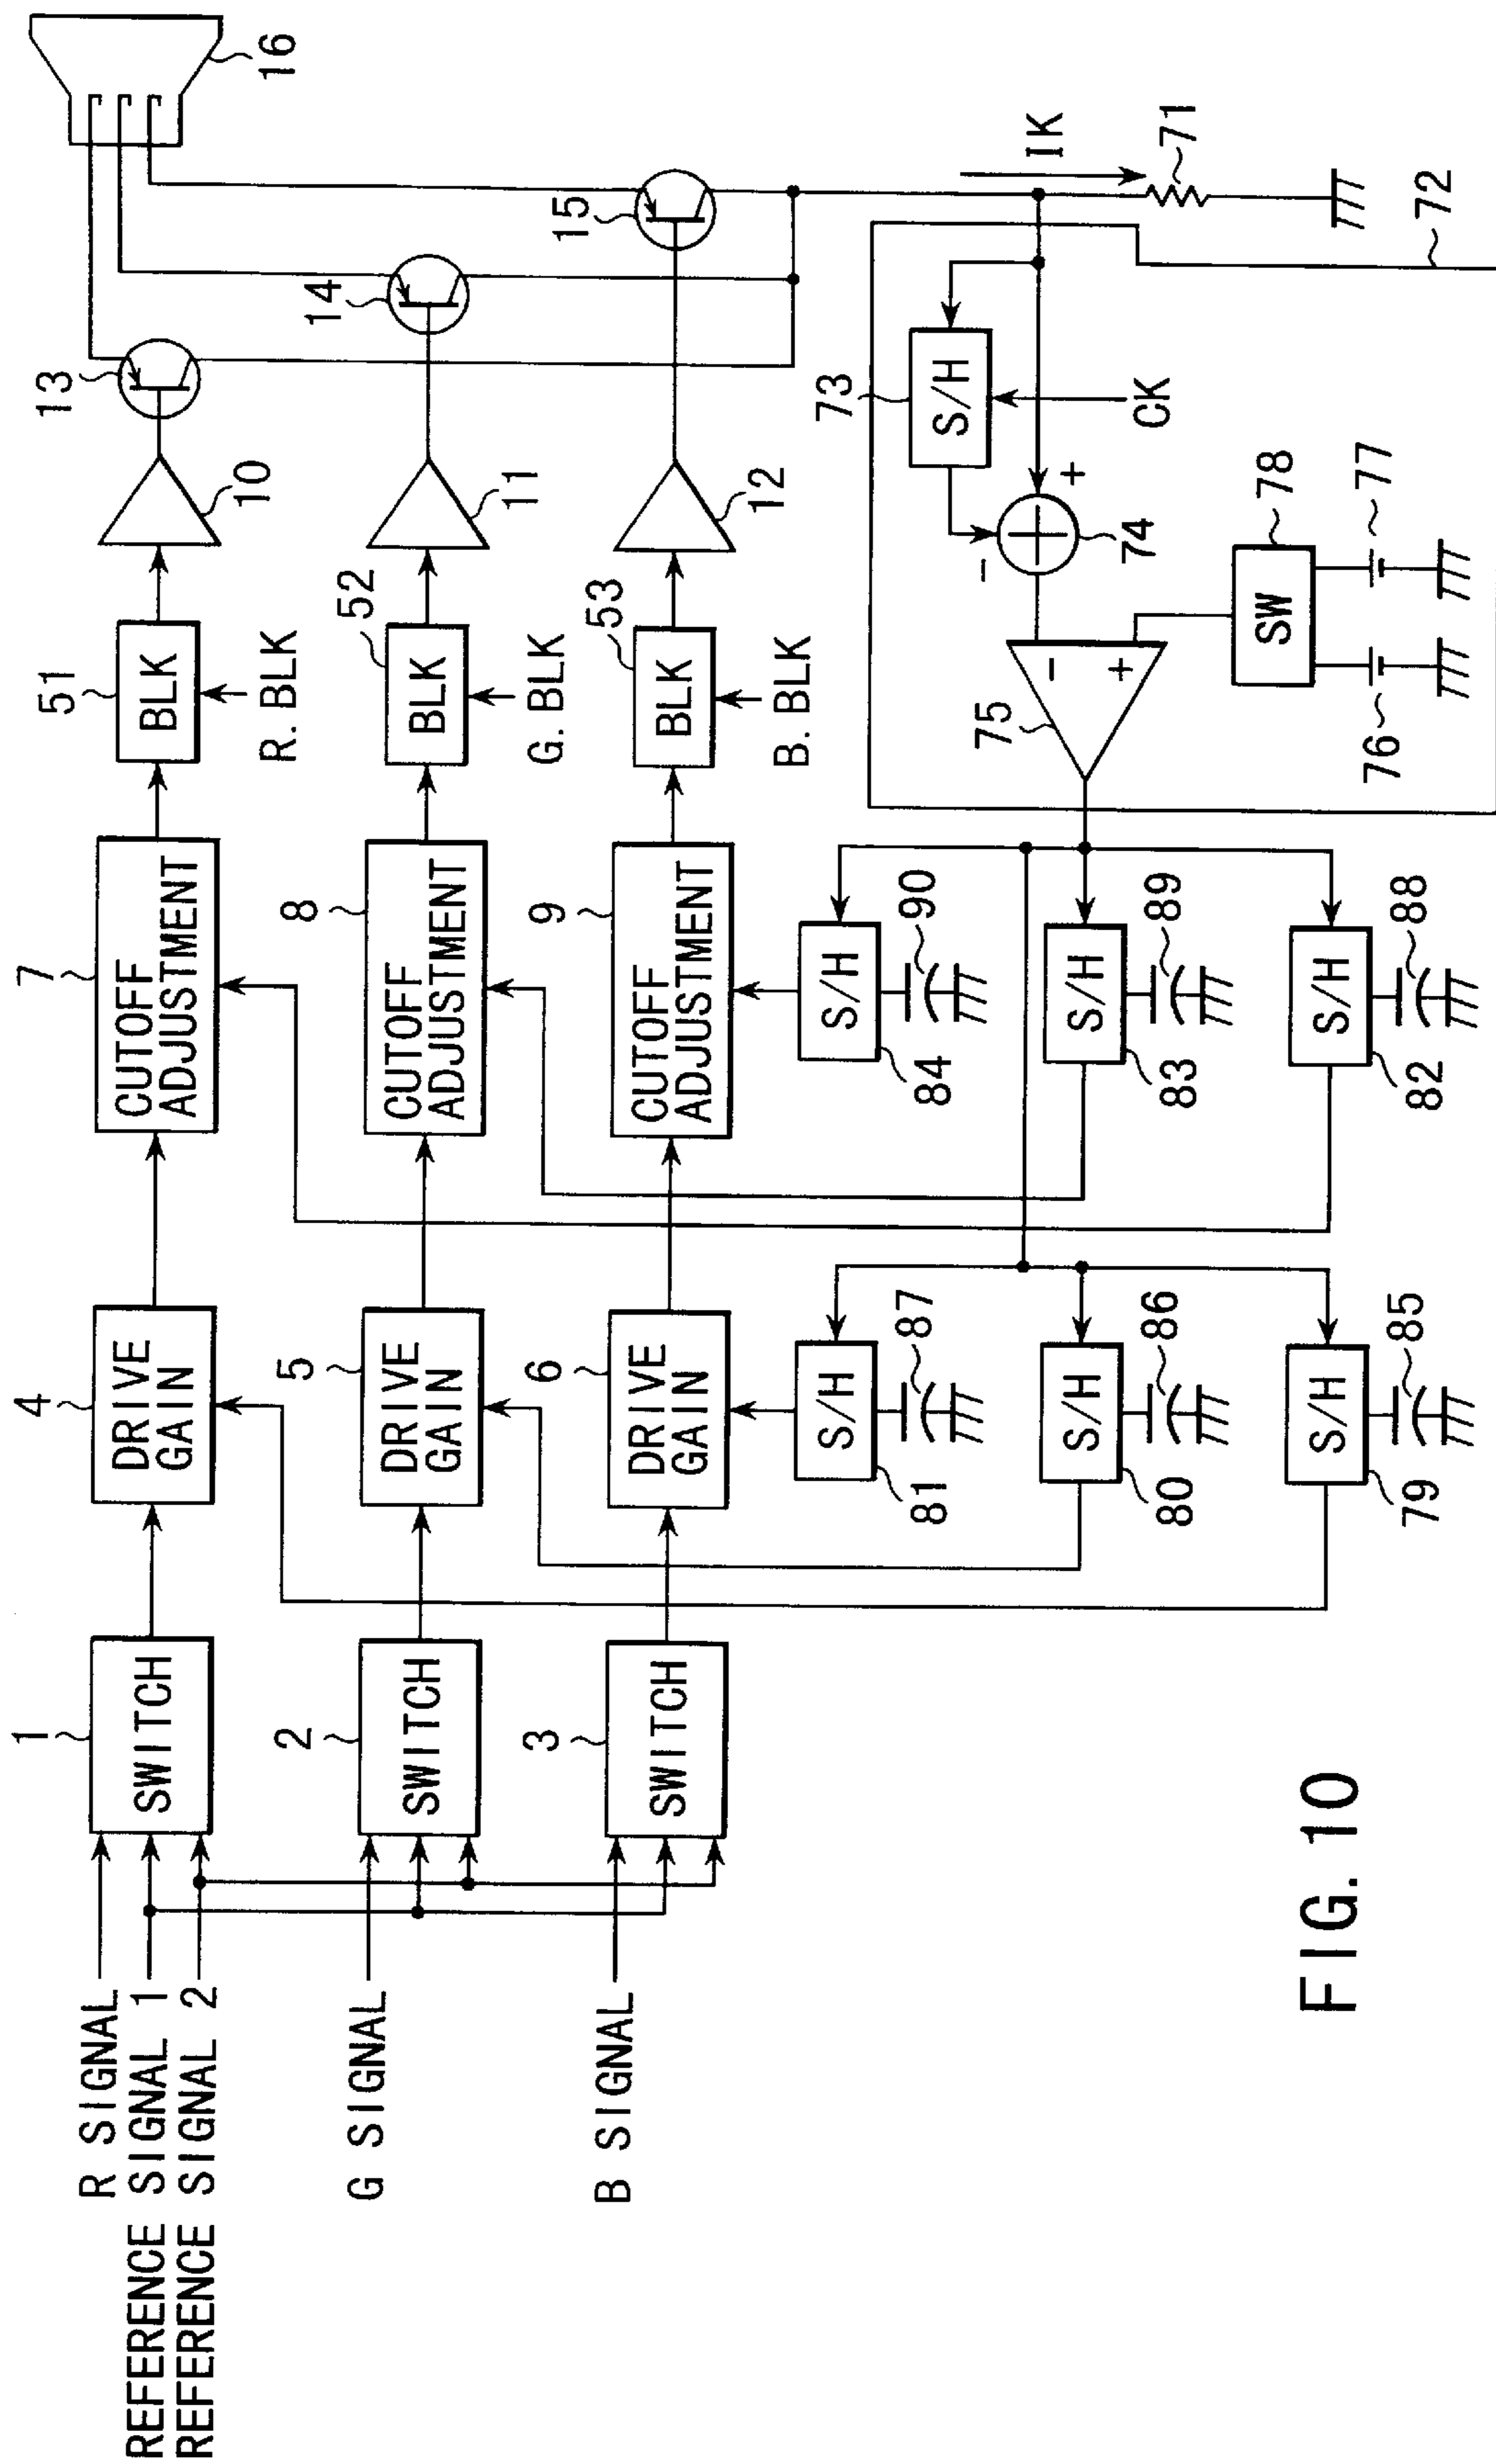 R SIGNAL
REFERENCE SIGNAL 1
REFERENCE SIGNAL 2
1
SWITCH
4
DRIVE
GAIN
7
CUTOFF
ADJUSTMENT
51
BLK
R. BLK
10
13
16
G SIGNAL
2
SWITCH
5
DRIVE
GAIN
8
CUTOFF
ADJUSTMENT
52
BLK
G. BLK
11
14
B SIGNAL
3
SWITCH
6
DRIVE
GAIN
9
CUTOFF
ADJUSTMENT
53
BLK
B. BLK
12
15
S/H
81
87
S/H
84
90
73
S/H
CK
IK
71
S/H
80
86
S/H
83
89
75
-
+
-
+
74
S/H
79
85
S/H
82
88
SW
78
76
77
72
FIG. 10